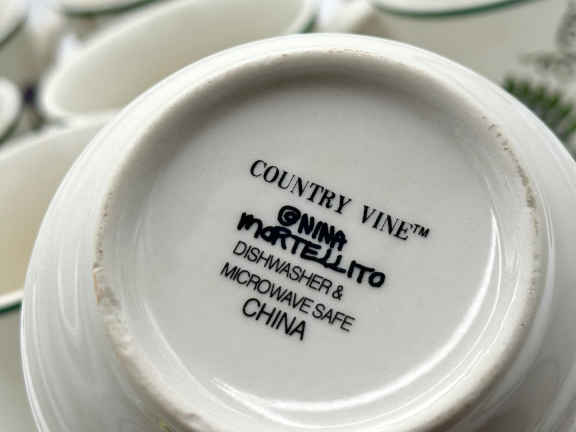 COUNTRY VINE™
©NINA
MORTELLITO
DISHWASHER &
MICROWAVE SAFE
CHINA